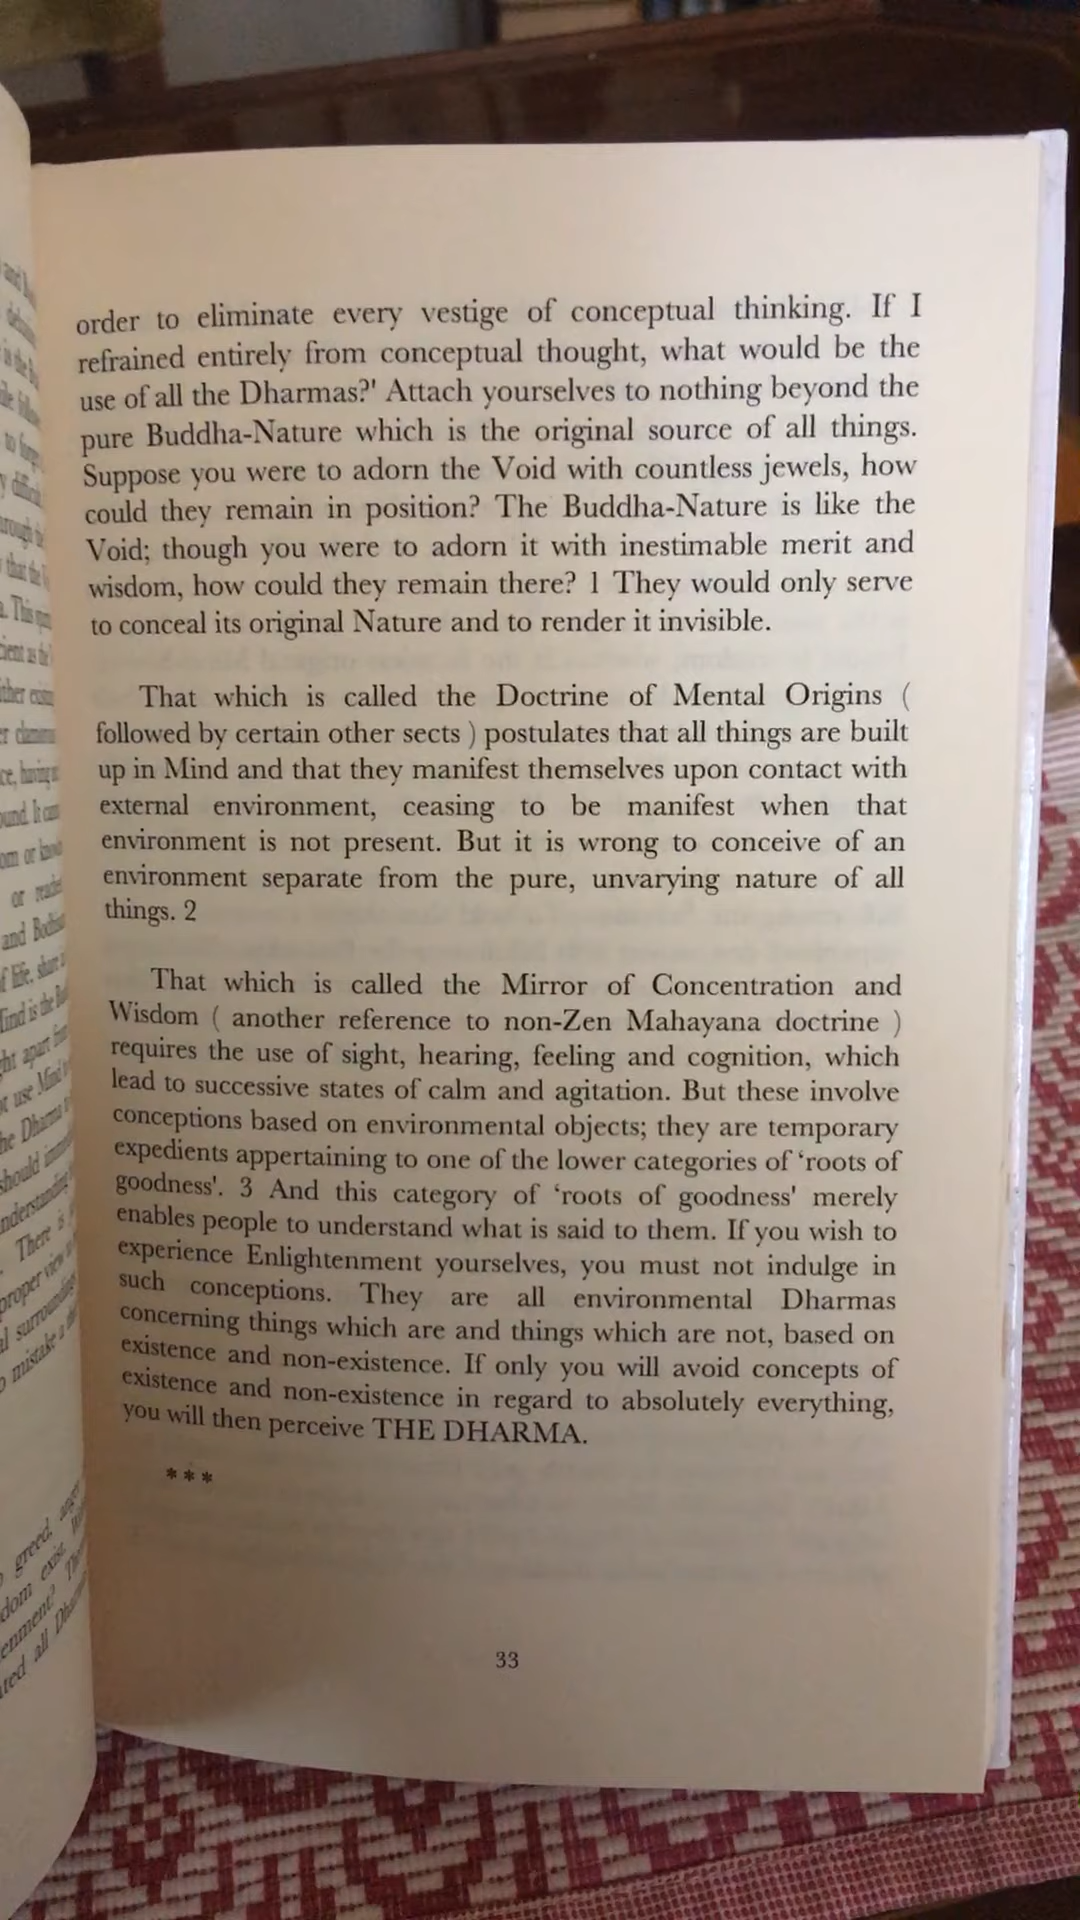 order to eliminate every vestige of conceptual thinking. If I
refrained entirely from conceptual thought, what would be the
use of all the Dharmas?' Attach yourselves to nothing beyond the
pure Buddha-Nature which is the original source of all things.
Suppose you were to adorn the Void with countless jewels, how
could they remain in position? The Buddha-Nature is like the
Void; though you were to adorn it with inestimable merit and
wisdom, how could they remain there? 1 They would only serve
to conceal its original Nature and to render it invisible.
That which is called the Doctrine of Mental Origins (
followed by certain other sects ) postulates that all things are built
up in Mind and that they manifest themselves upon contact with
external environment, ceasing to be manifest when that
environment is not present. But it is wrong to conceive of an
environment separate from the pure, unvarying nature of all
things. 2
That which is called the Mirror of Concentration and
Wisdom ( another reference to non-Zen Mahayana doctrine )
requires the use of sight, hearing, feeling and cognition, which
lead to successive states of calm and agitation. But these involve
conceptions based on environmental objects; they are temporary
expedients appertaining to one of the lower categories of ‘roots of
goodness'. 3 And this category of ‘roots of goodness' merely
enables people to understand what is said to them. If you wish to
experience Enlightenment yourselves, you must not indulge in
such conceptions. They are all environmental Dharmas
concerning things which are and things which are not, based on
existence and non-existence. If only you will avoid concepts of
existence and non-existence in regard to absolutely everything,
you will then perceive THE DHARMA.
***
33